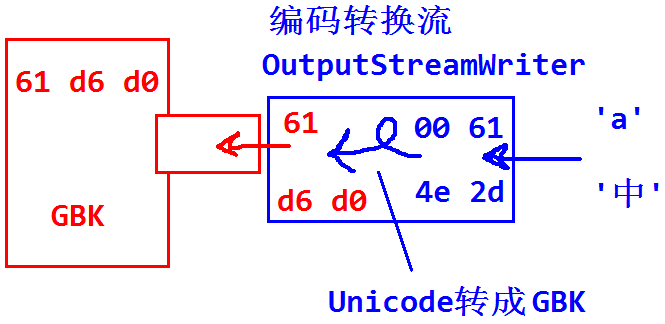 编码转换流
OutputStreamWriter
61 d6 d0
GBK
61
d6 d0
00 61
4e 2d
'a'
'中'
Unicode转成GBK